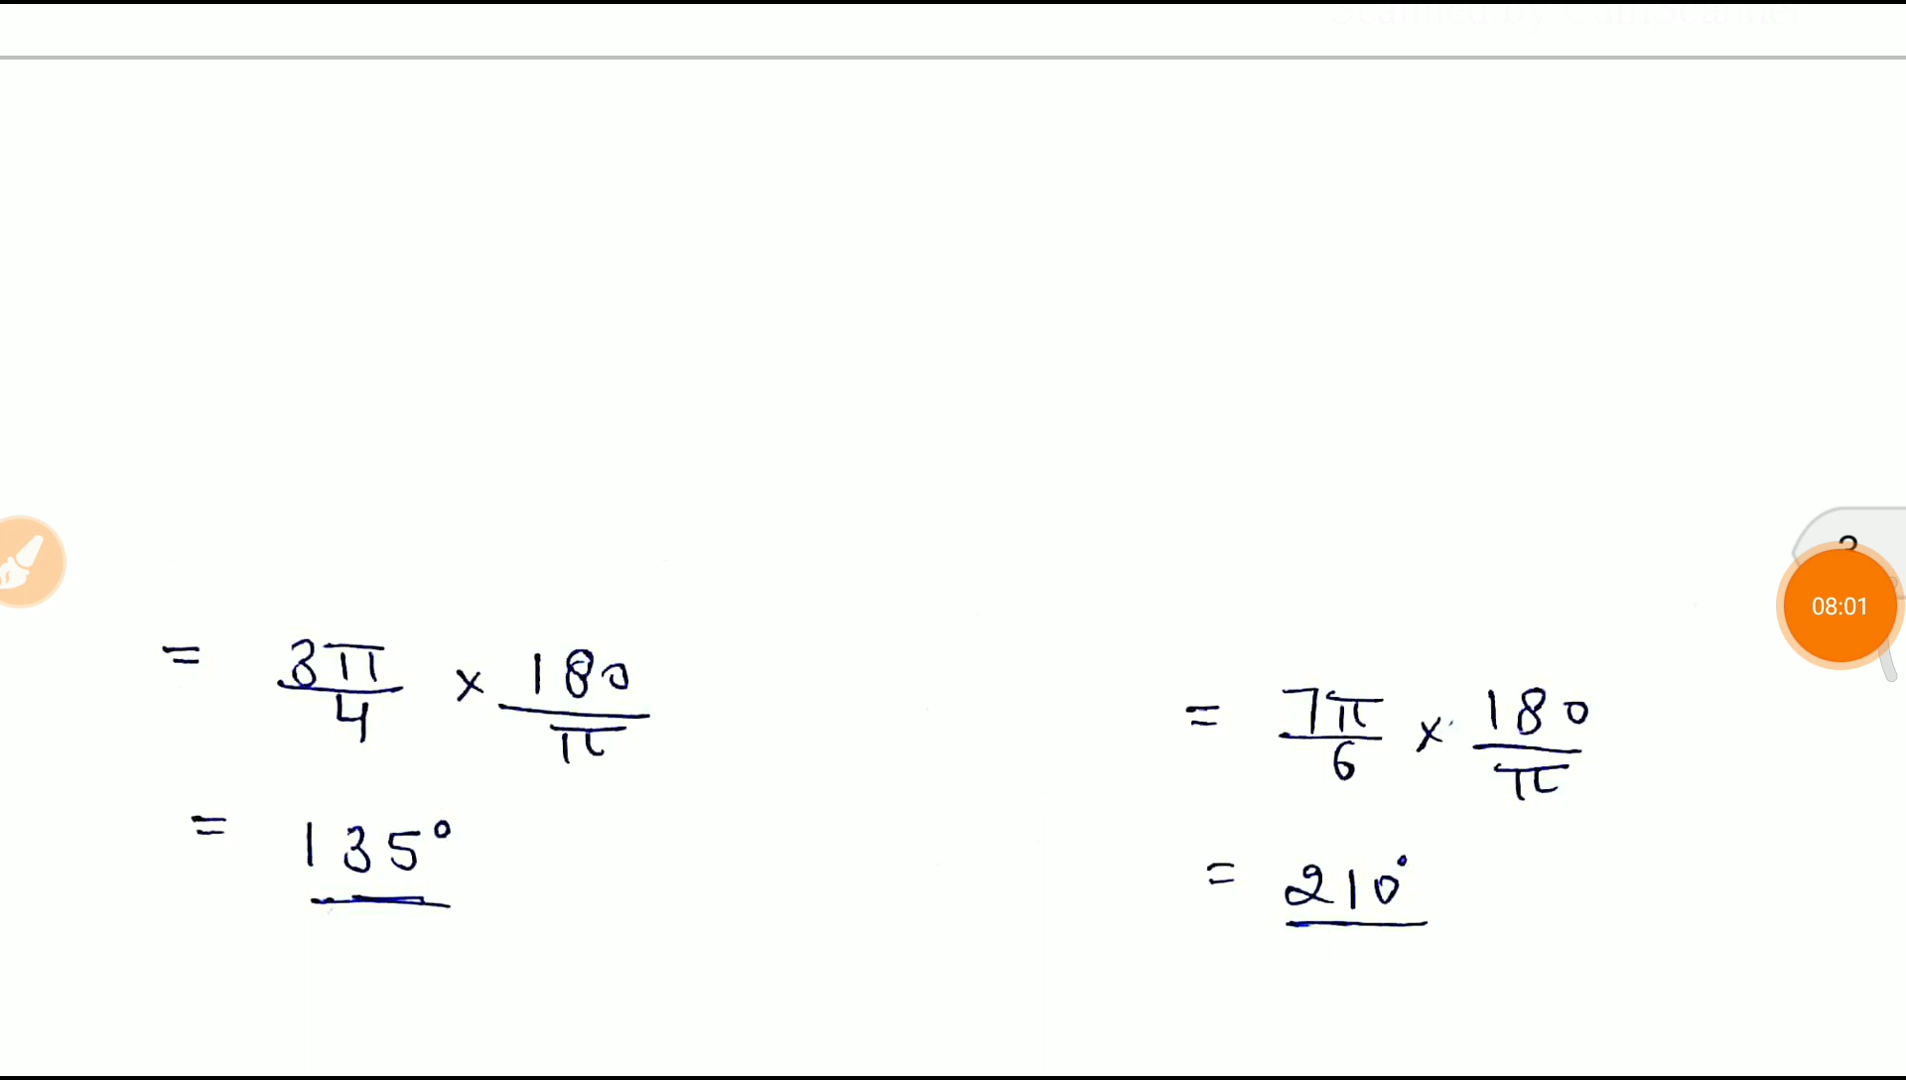 = 3π/4 × 180/π
= 135°
= 7π/6 × 180/π
= 210°
08:01